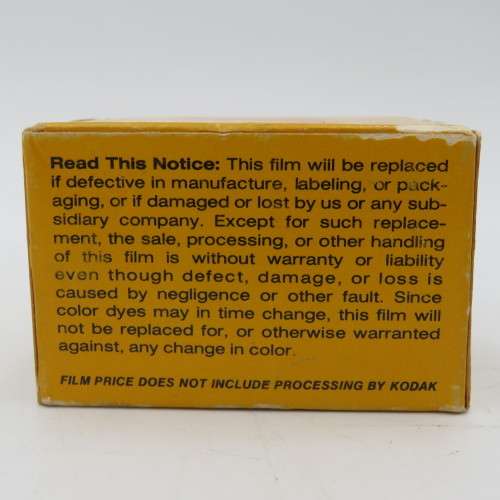 Read This Notice: This film will be replaced
if defective in manufacture, labeling, or pack-
aging, or if damaged or lost by us or any sub-
sidiary company. Except for such replace-
ment, the sale, processing, or other handling
of this film is without warranty or liability
even though defect, damage, or loss is
caused by negligence or other fault. Since
color dyes may in time change, this film will
not be replaced for, or otherwise warranted
against, any change in color.
FILM PRICE DOES NOT INCLUDE PROCESSING BY KODAK